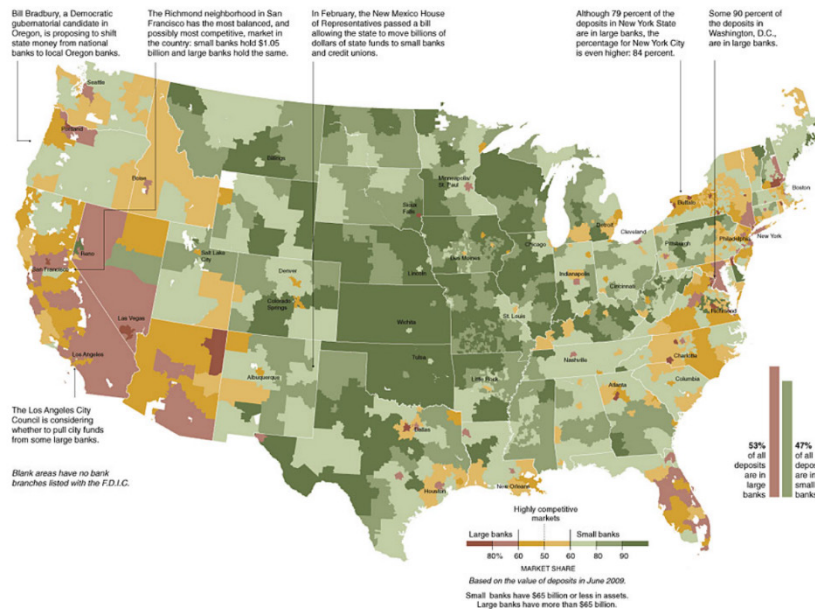 Bill Bradbury, a Democratic
gubernatorial candidate in
Oregon, is proposing to shift
state money from national
banks to local Oregon banks.
The Richmond neighborhood in San
Francisco has the most balanced, and
possibly most competitive, market in
the country: small banks hold $1.05
billion and large banks hold the same.
In February, the New Mexico House
of Representatives passed a bill
allowing the state to move billions of
dollars of state funds to small banks
and credit unions.
Although 79 percent of the
deposits in New York State
are in large banks, the
percentage for New York City
is even higher: 84 percent.
Some 90 percent of
the deposits in
Washington, D.C.,
are in large banks.
Seattle
Portland
Boise
Billings
Minneapolis/
St. Paul
Sioux
Falls
Buffalo
Boston
Detroit
Cleveland
New York
Chicago
Pittsburgh
Philadelphia
Reno
Salt Lake
City
San Francisco
Des Moines
Lincoln
Denver
Indianapolis
Cincinnati
Colorado
Springs
Richmond
St. Louis
Las Vegas
Wichita
Los Angeles
Tulsa
Nashville
Charlotte
Albuquerque
Little Rock
Columbia
Atlanta
Dallas
The Los Angeles City
Council is considering
whether to pull city funds
from some large banks.
Blank areas have no bank
branches listed with the F.D.I.C.
Houston
New Orleans
53%
of all
deposits
are in
large
banks
47%
of all
deposits
are in
small
banks
Highly competitive
markets
Large banks
Small banks
80% 60 50 60 80 90
MARKET SHARE
Based on the value of deposits in June 2009.
Small banks have $65 billion or less in assets.
Large banks have more than $65 billion.